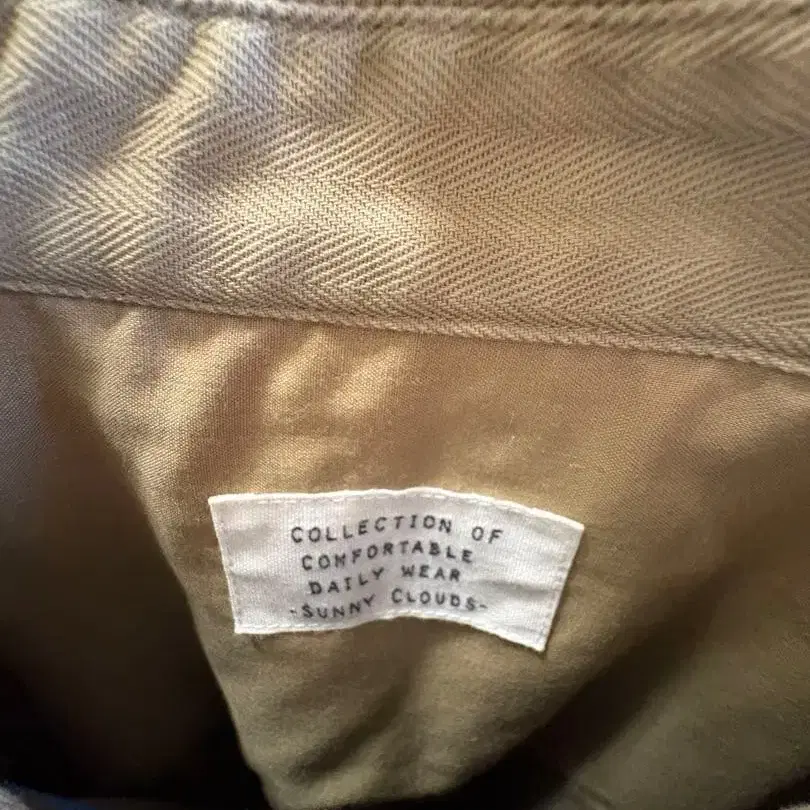 COLLECTION OF
COMFORTABLE
DAILY WEAR
-SUNNY CLOUDS-